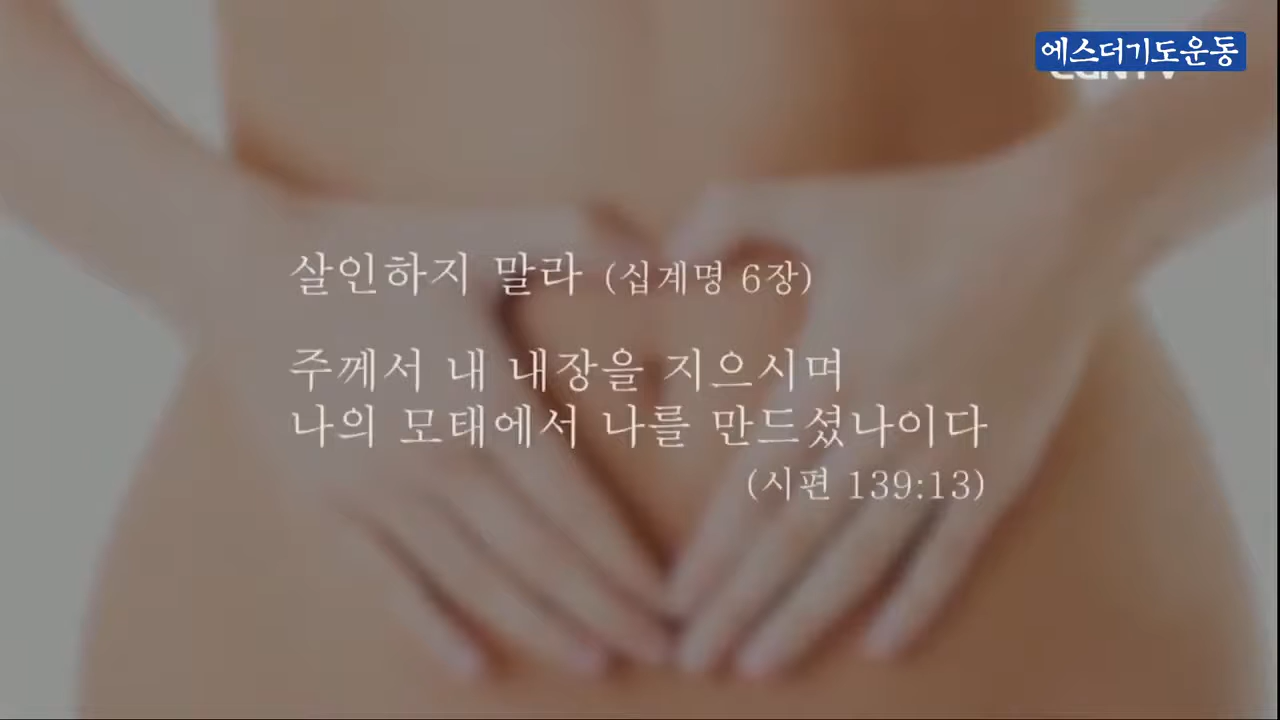 에스더기도운동
살인하지 말라 (십계명 6장)
주께서 내 내장을 지으시며
나의 모태에서 나를 만드셨나이다
(시편 139:13)